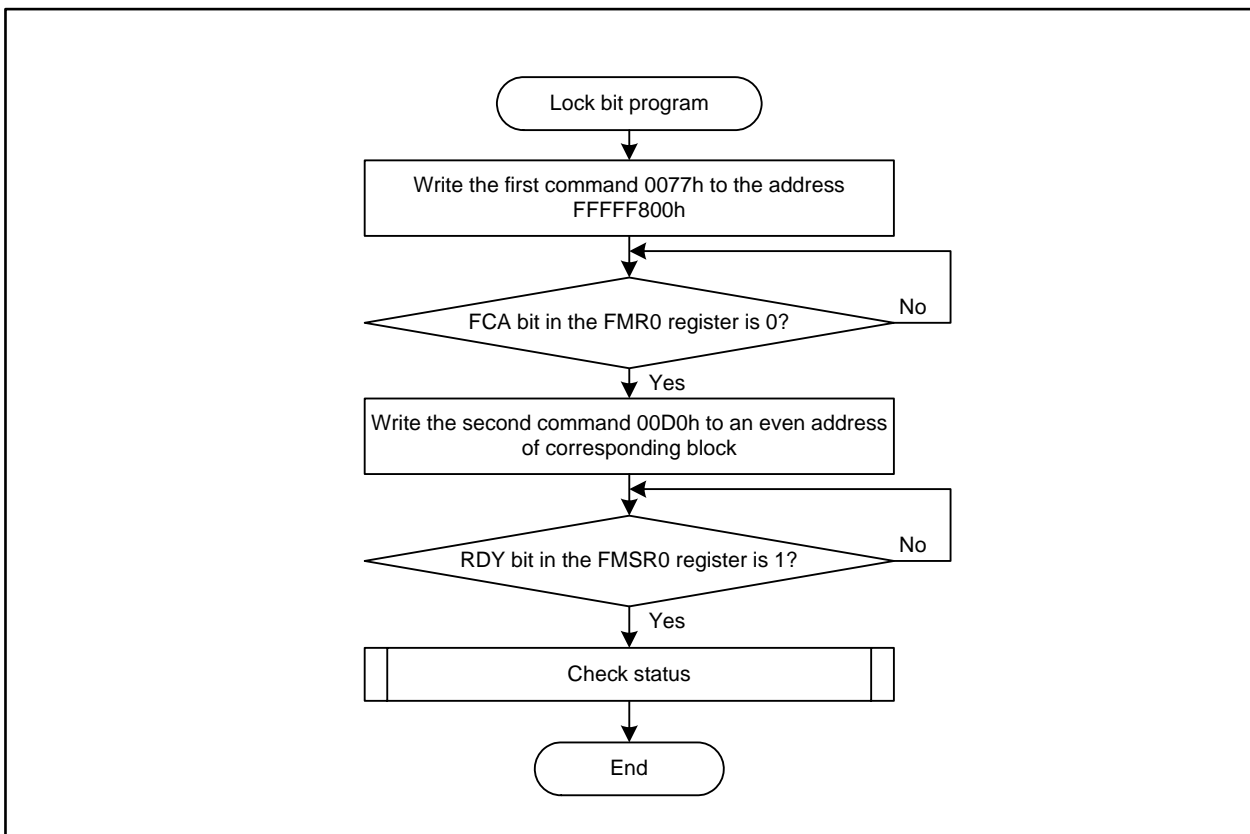 Lock bit program
Write the first command 0077h to the address
FFFFF800h
FCA bit in the FMR0 register is 0?
No
Yes
Write the second command 00D0h to an even address
of corresponding block
RDY bit in the FMSR0 register is 1?
No
Yes
Check status
End